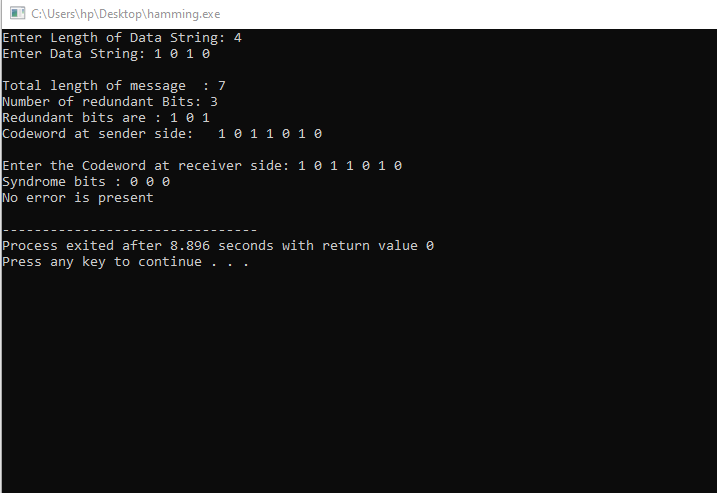 C:\Users\hp\Desktop\hamming.exe
Enter Length of Data String: 4
Enter Data String: 1 0 1 0
Total length of message  : 7
Number of redundant Bits: 3
Redundant bits are : 1 0 1
Codeword at sender side:   1 0 1 1 0 1 0
Enter the Codeword at receiver side: 1 0 1 1 0 1 0
Syndrome bits : 0 0 0
No error is present
--------------------------------
Process exited after 8.896 seconds with return value 0
Press any key to continue . . .